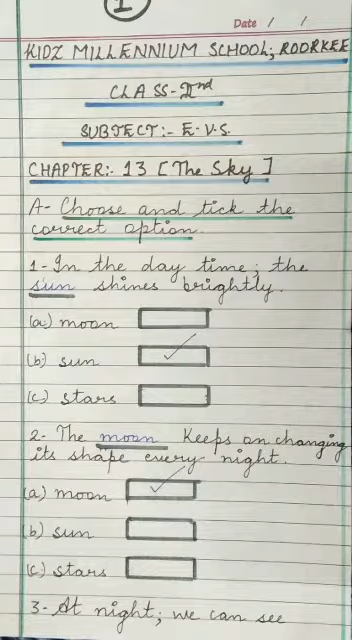 1
Date / /
KIDZ MILLENNIUM SCHOOL; ROORKEE
CLASS-IInd
SUBJECT:- E.V.S.
CHAPTER:- 13 [The Sky]
A- Choose and tick the
correct option.
1- In the day time; the
sun shines brightly.
(a) moon
(b) sun ✓
(c) stars
2- The moon Keeps on changing
its shape every night.
(a) moon ✓
(b) sun
(c) stars
3- At night; we can see